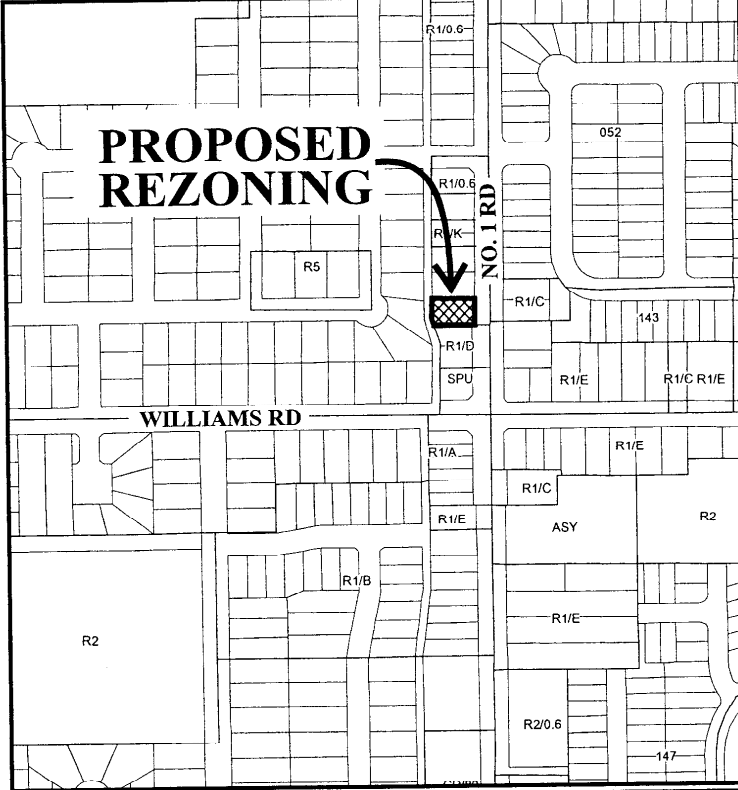 R1/0.6
052
PROPOSED
REZONING
R1/0.6
NO. 1 RD
R5
R1/C
143
R1/D
SPU
R1/E
R1/C
R1/E
WILLIAMS RD
R1/A
R1/E
R1/C
R1/E
ASY
R2
R1/B
R1/E
R2
R2/0.6
147